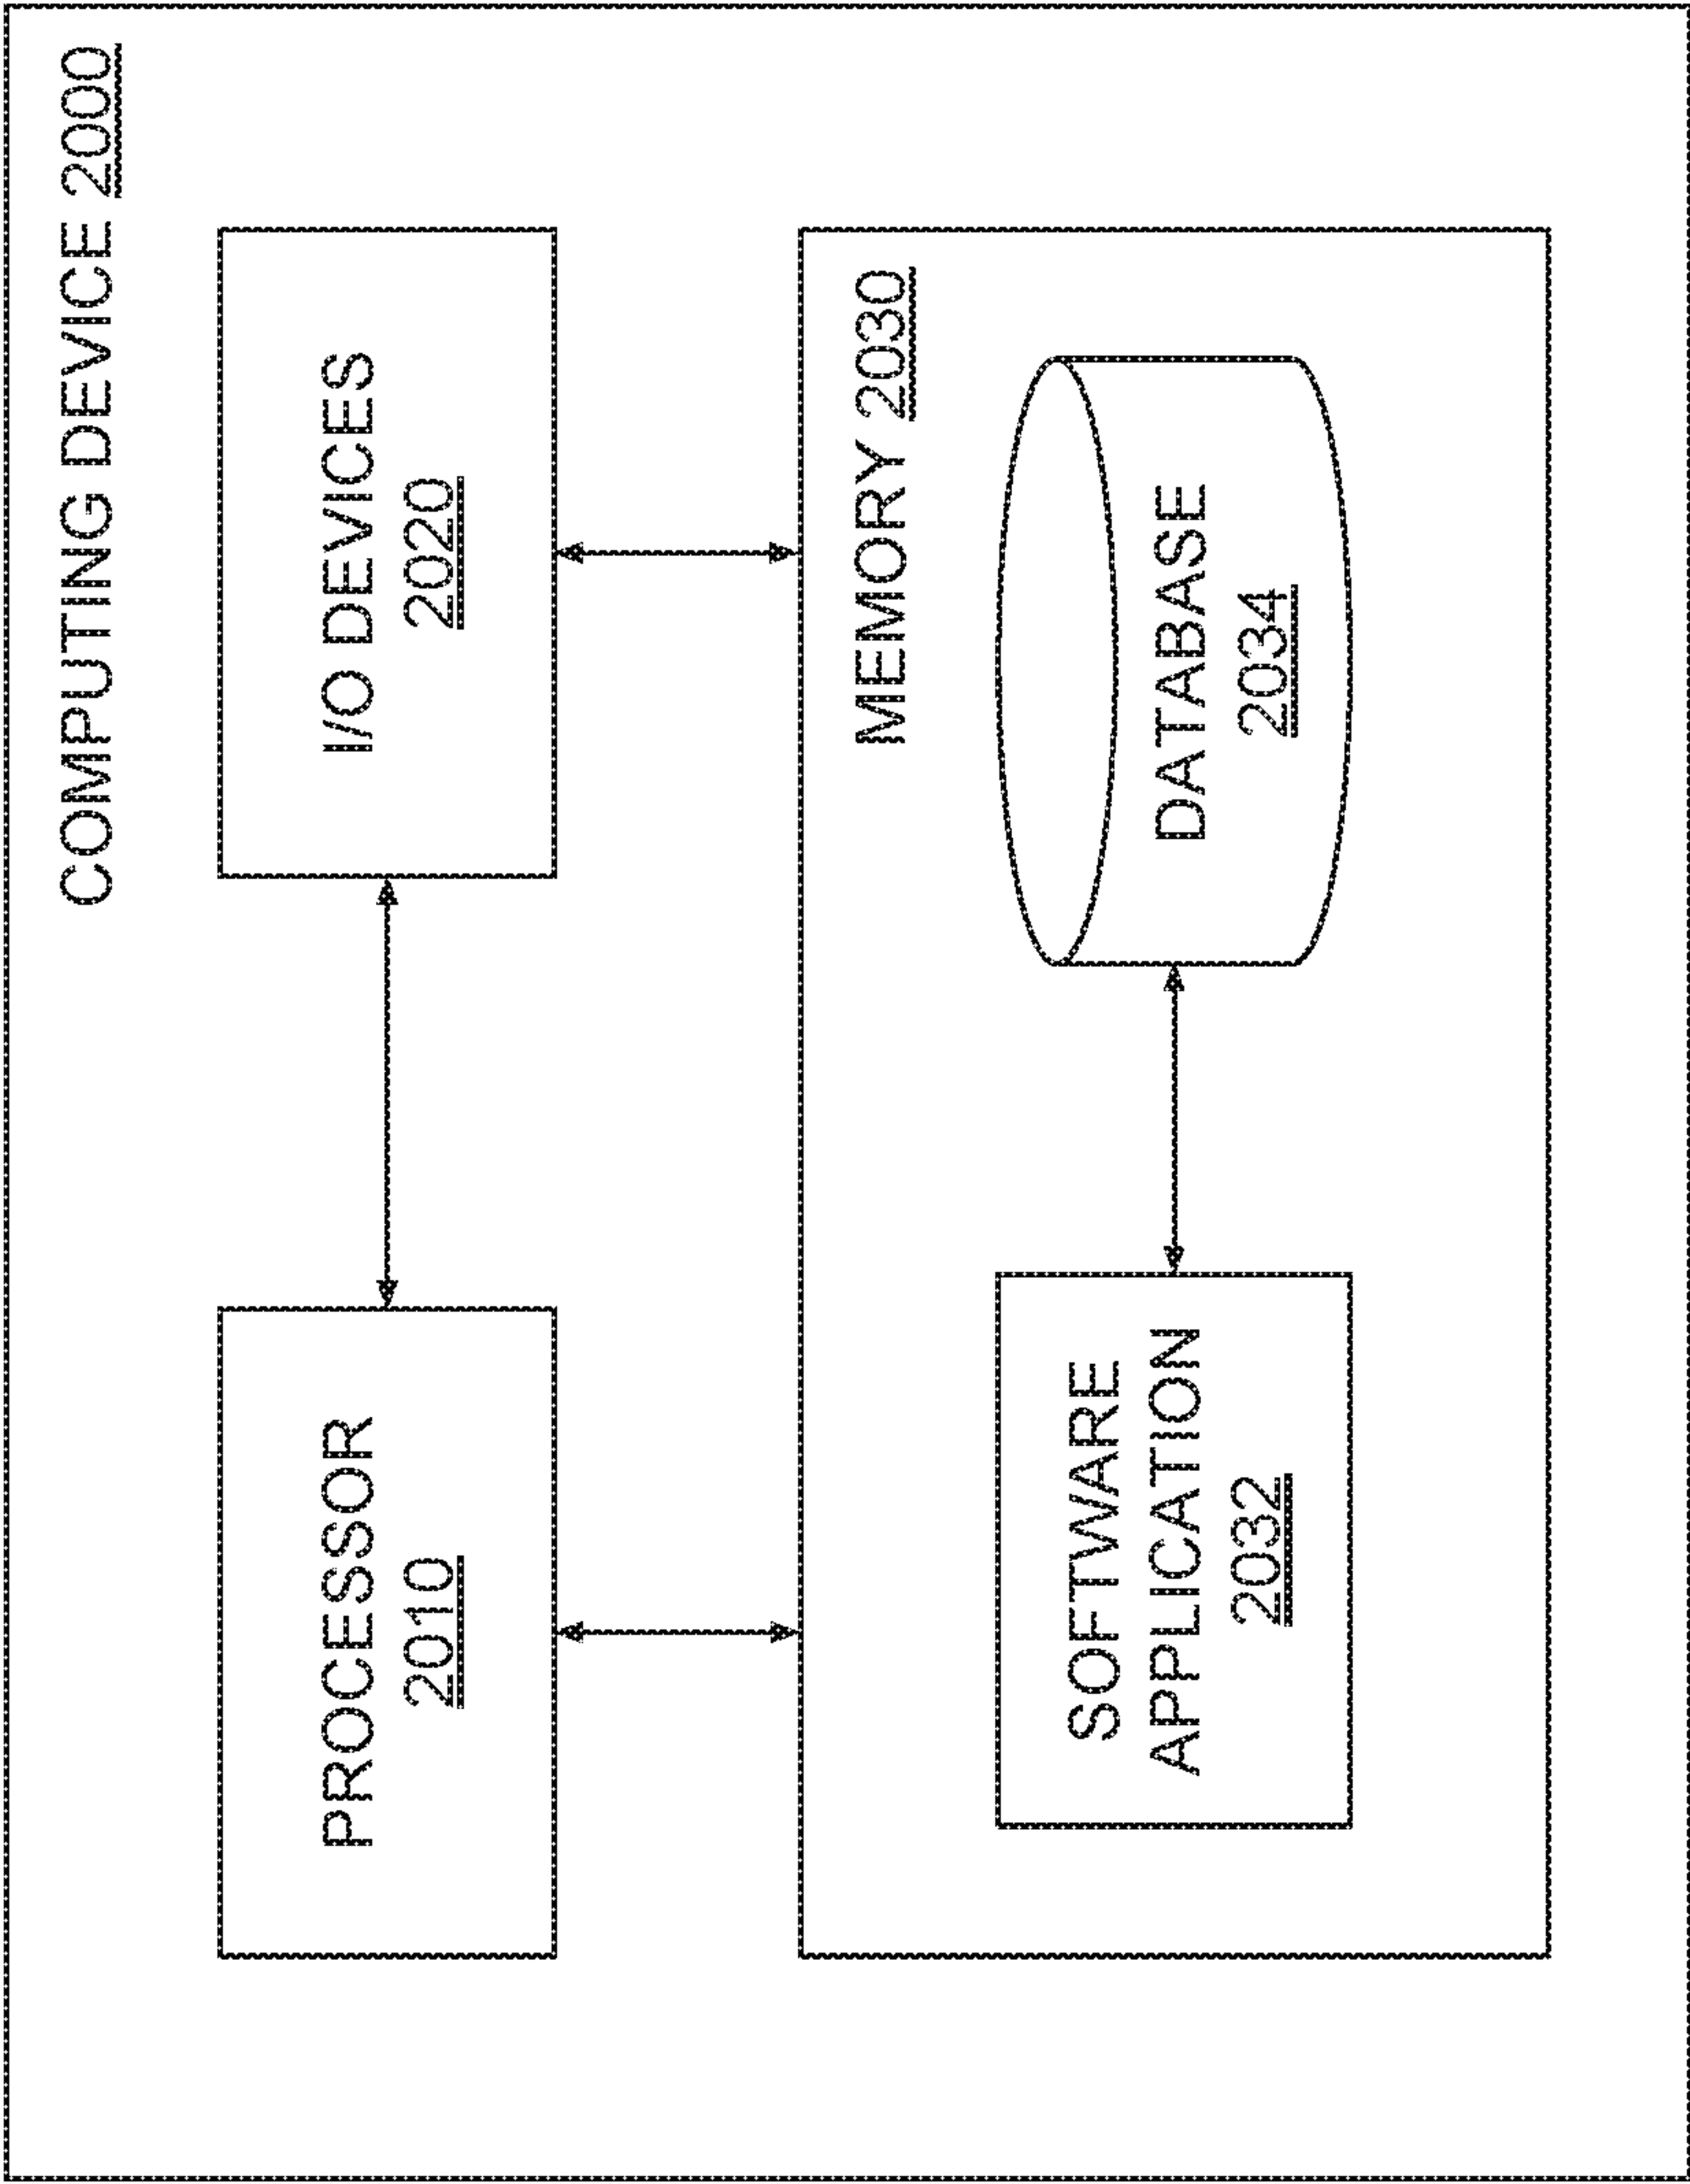 COMPUTING DEVICE 2000
PROCESSOR
2010
I/O DEVICES
2020
MEMORY 2030
SOFTWARE
APPLICATION
2032
DATABASE
2034